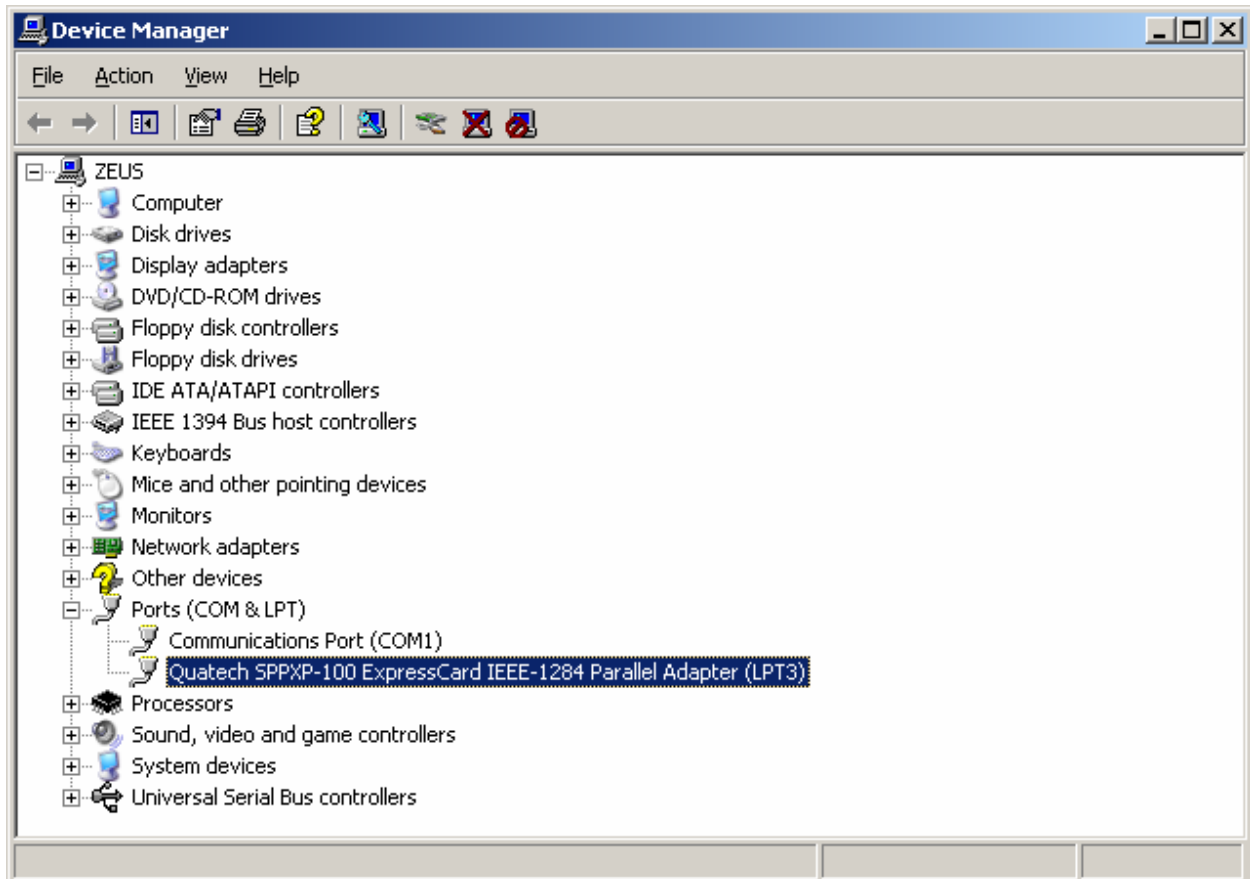 Device Manager
File Action View Help
ZEUS
Computer
Disk drives
Display adapters
DVD/CD-ROM drives
Floppy disk controllers
Floppy disk drives
IDE ATA/ATAPI controllers
IEEE 1394 Bus host controllers
Keyboards
Mice and other pointing devices
Monitors
Network adapters
Other devices
Ports (COM & LPT)
Communications Port (COM1)
Quatech SPPXP-100 ExpressCard IEEE-1284 Parallel Adapter (LPT3)
Processors
Sound, video and game controllers
System devices
Universal Serial Bus controllers